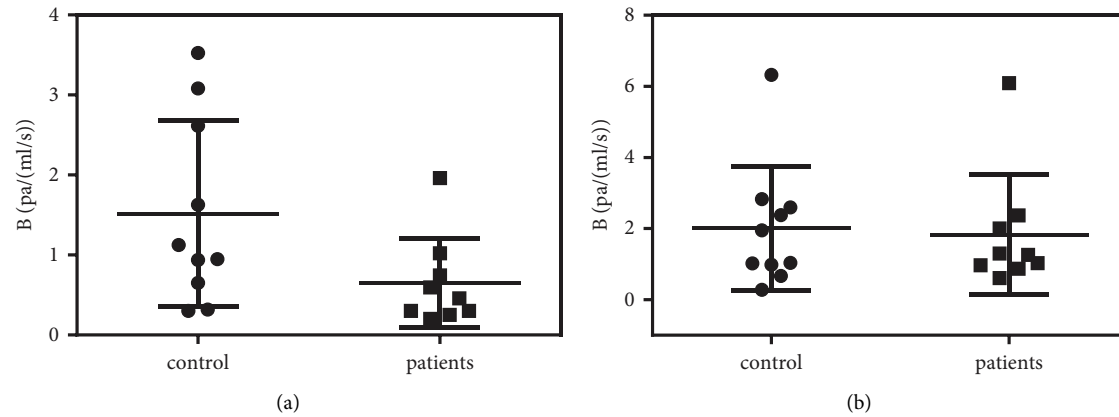 4
3
2
1
0
B (pa/(ml/s))
control
patients
(a)
8
6
4
2
0
B (pa/(ml/s))
control
patients
(b)